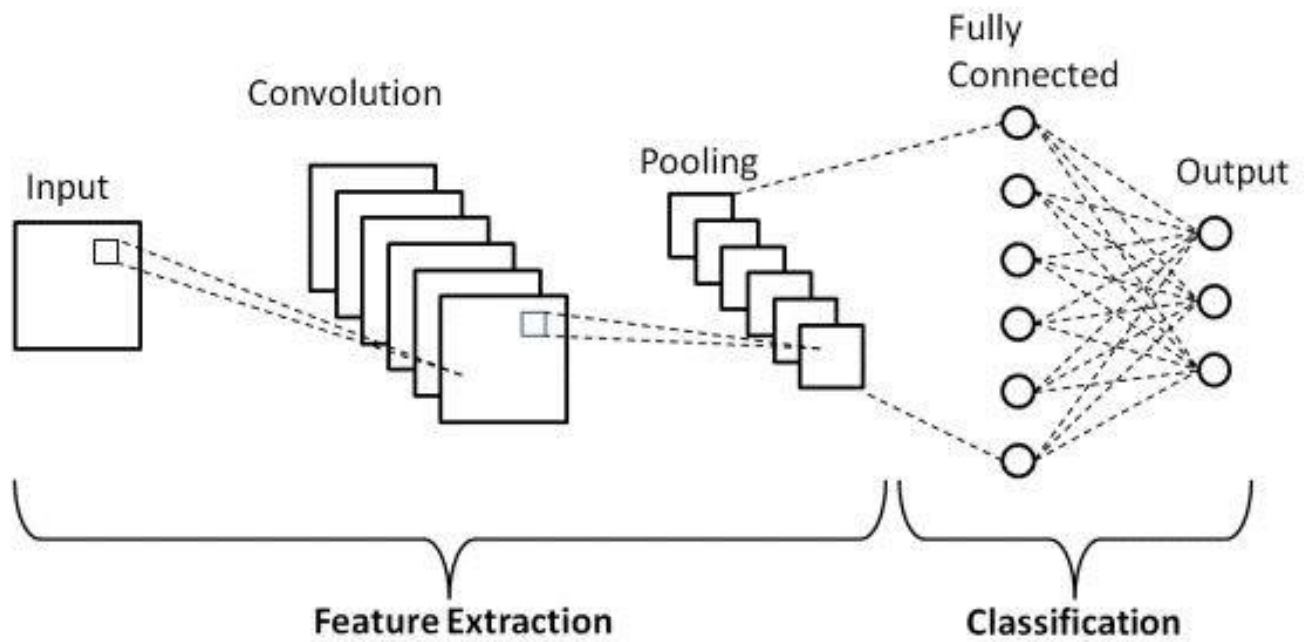 Fully
Connected
Convolution
Pooling
Input
Output
Feature Extraction
Classification